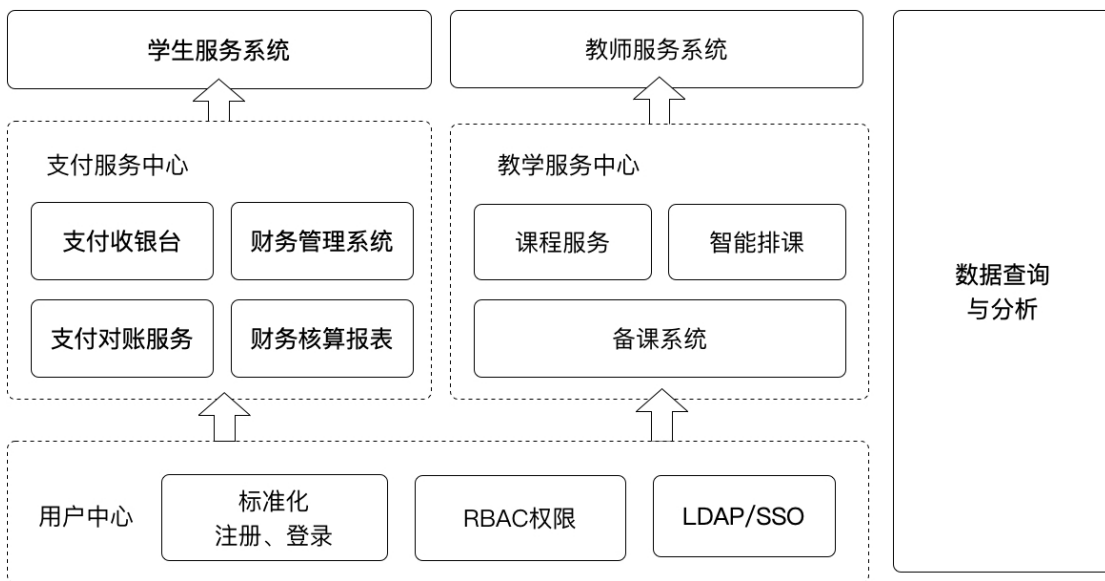 学生服务系统
教师服务系统
支付服务中心
支付收银台
财务管理系统
支付对账服务
财务核算报表
教学服务中心
课程服务
智能排课
备课系统
数据查询
与分析
用户中心
标准化
注册、登录
RBAC权限
LDAP/SSO